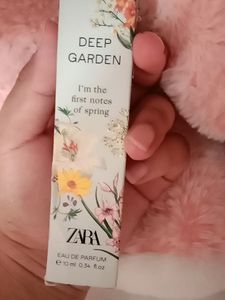 DEEP
GARDEN
I'm the
first notes
of spring
ZARA
EAU DE PARFUM
℮ 10 ml. 0.34 fl. oz